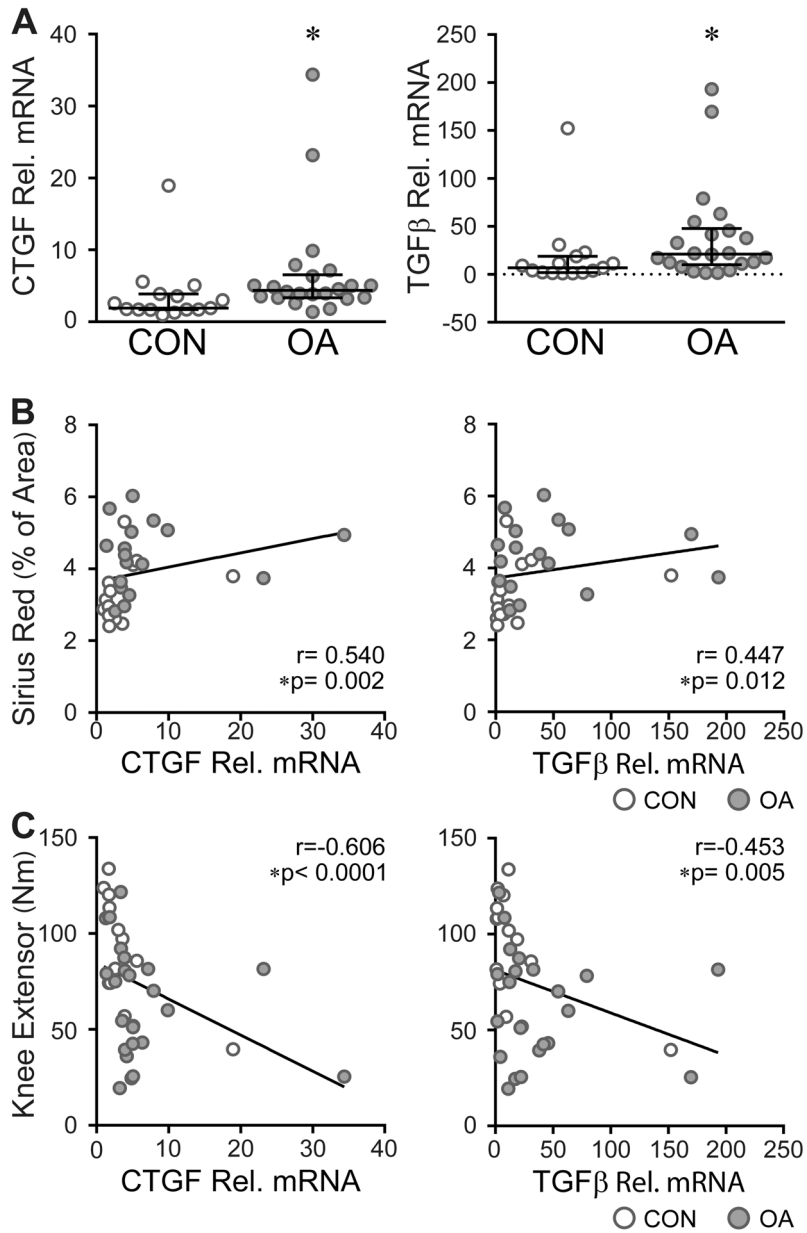 A
CTGF Rel. mRNA
40
30
20
10
0
*
CON
OA
TGFβ Rel. mRNA
250
200
150
100
50
0
-50
*
CON
OA
B
Sirius Red (% of Area)
8
6
4
2
0
r= 0.540
*p= 0.002
0
10
20
30
40
CTGF Rel. mRNA
8
6
4
2
0
r= 0.447
*p= 0.012
0
50
100
150
200
250
TGFβ Rel. mRNA
CON
OA
C
Knee Extensor (Nm)
150
100
50
0
r=-0.606
*p< 0.0001
0
10
20
30
40
CTGF Rel. mRNA
150
100
50
0
r=-0.453
*p= 0.005
0
50
100
150
200
250
TGFβ Rel. mRNA
CON
OA